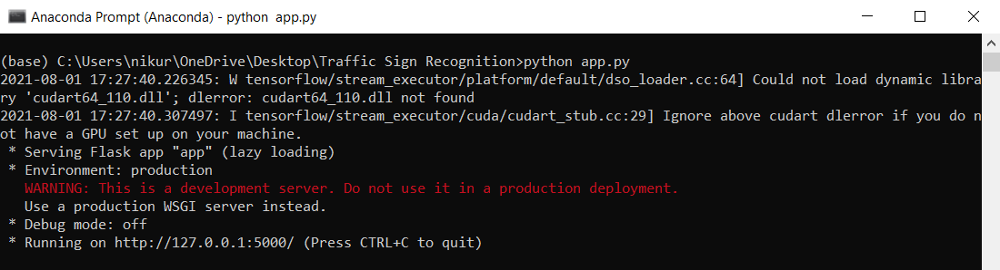 Anaconda Prompt (Anaconda) - python  app.py
(base) C:\Users\nikur\OneDrive\Desktop\Traffic Sign Recognition>python app.py
2021-08-01 17:27:40.226345: W tensorflow/stream_executor/platform/default/dso_loader.cc:64] Could not load dynamic libra
ry 'cudart64_110.dll'; dlerror: cudart64_110.dll not found
2021-08-01 17:27:40.307497: I tensorflow/stream_executor/cuda/cudart_stub.cc:29] Ignore above cudart dlerror if you do n
ot have a GPU set up on your machine.
 * Serving Flask app "app" (lazy loading)
 * Environment: production
   WARNING: This is a development server. Do not use it in a production deployment.
   Use a production WSGI server instead.
 * Debug mode: off
 * Running on http://127.0.0.1:5000/ (Press CTRL+C to quit)